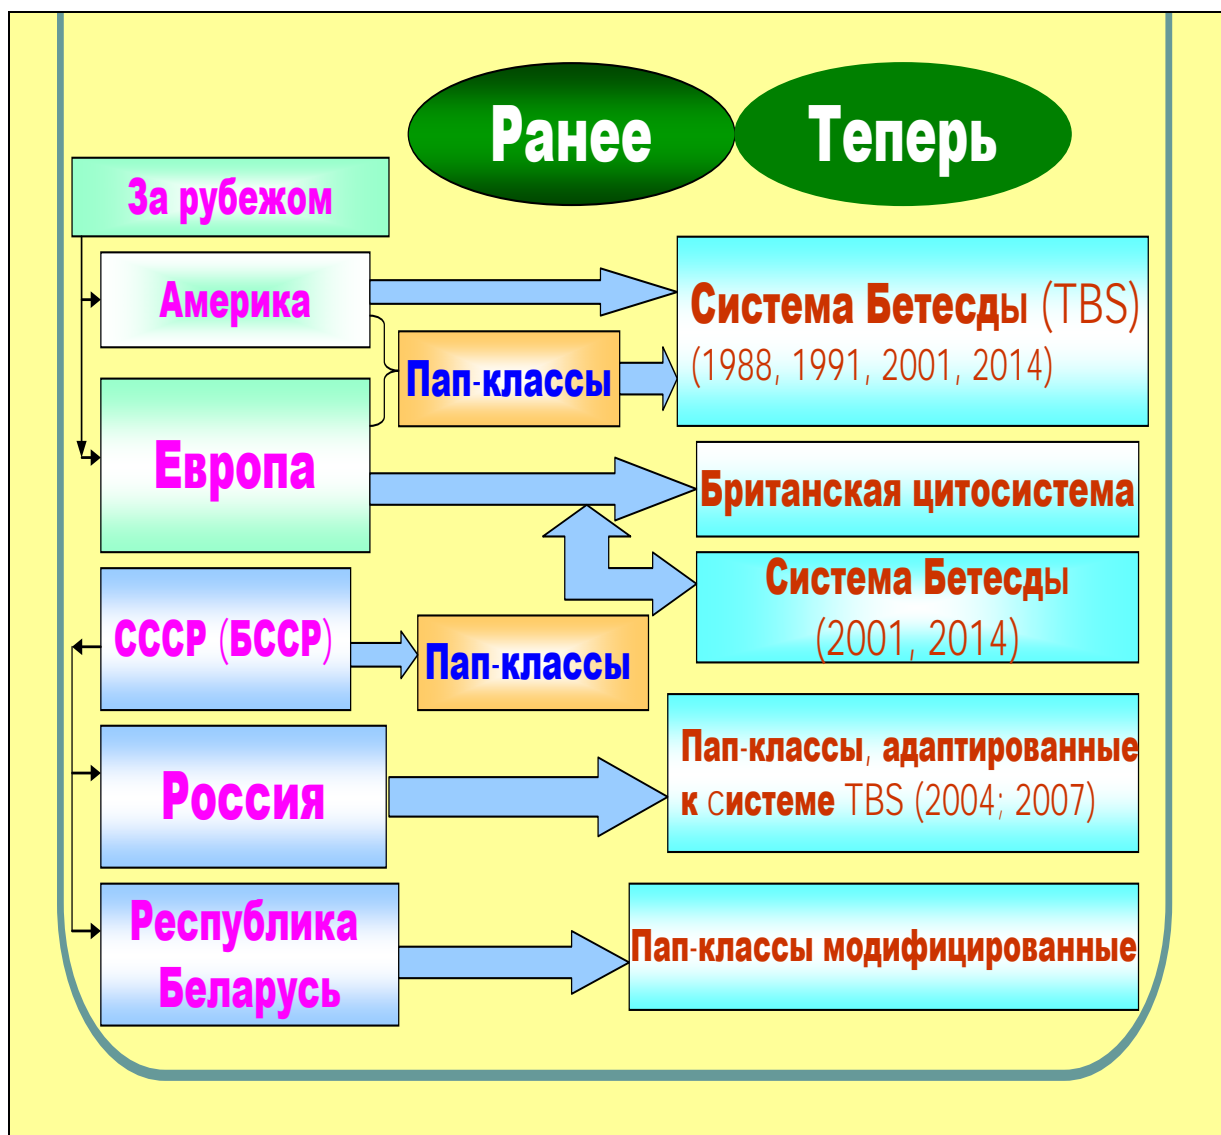 Ранее
Теперь
За рубежом
Америка
Система Бетесды (TBS)
(1988, 1991, 2001, 2014)
Пап-классы
Европа
Британская цитосистема
Система Бетесды
(2001, 2014)
СССР (БССР)
Пап-классы
Россия
Пап-классы, адаптированные
к системе TBS (2004; 2007)
Республика
Беларусь
Пап-классы модифицированные